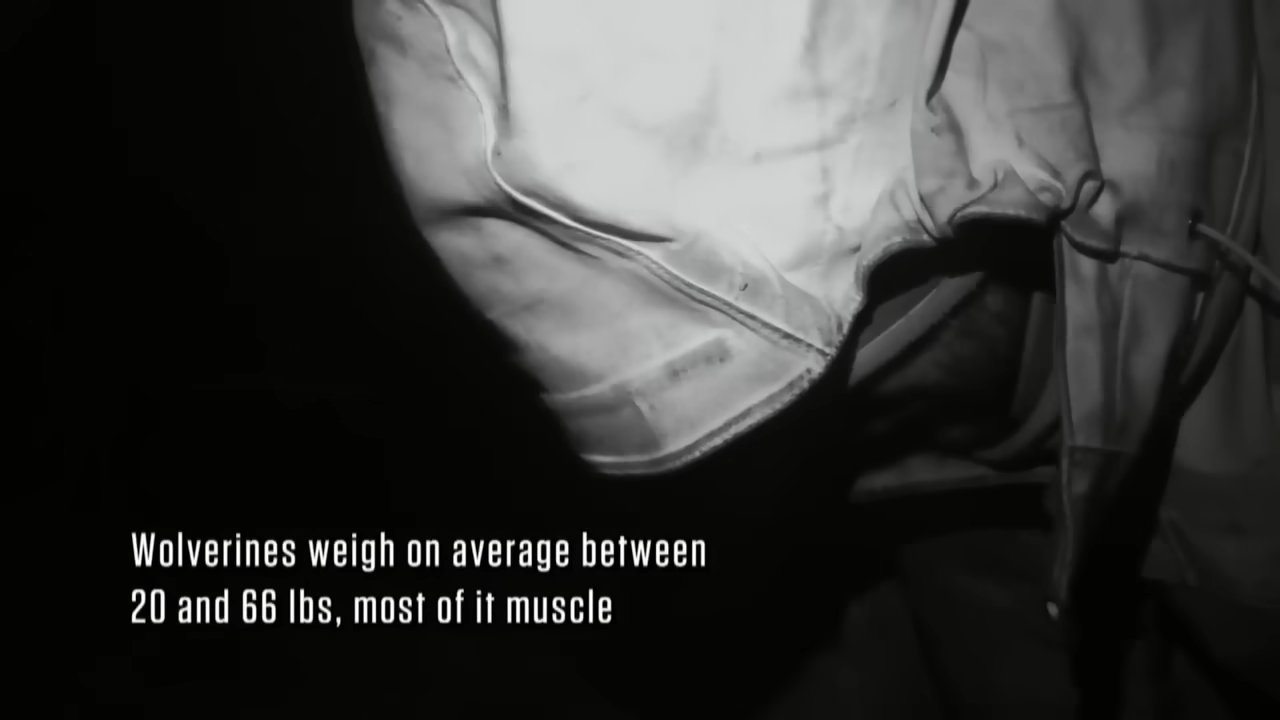 Wolverines weigh on average between
20 and 66 lbs, most of it muscle